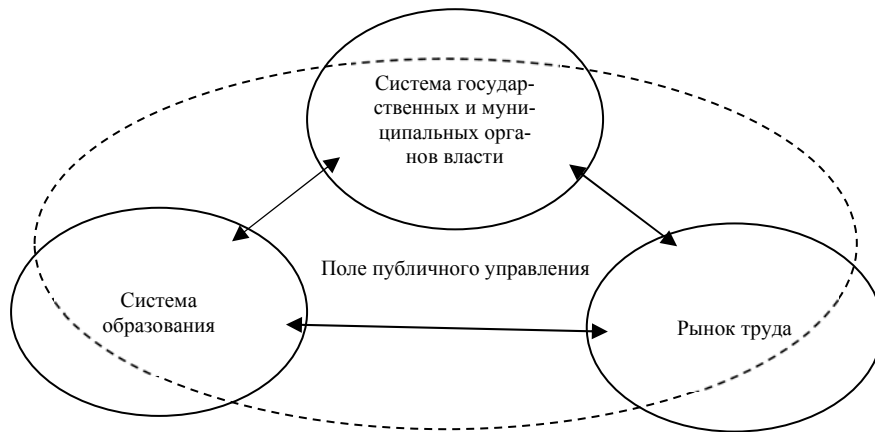 Система государ-
ственных и муни-
ципальных орга-
нов власти
Поле публичного управления
Система
образования
Рынок труда